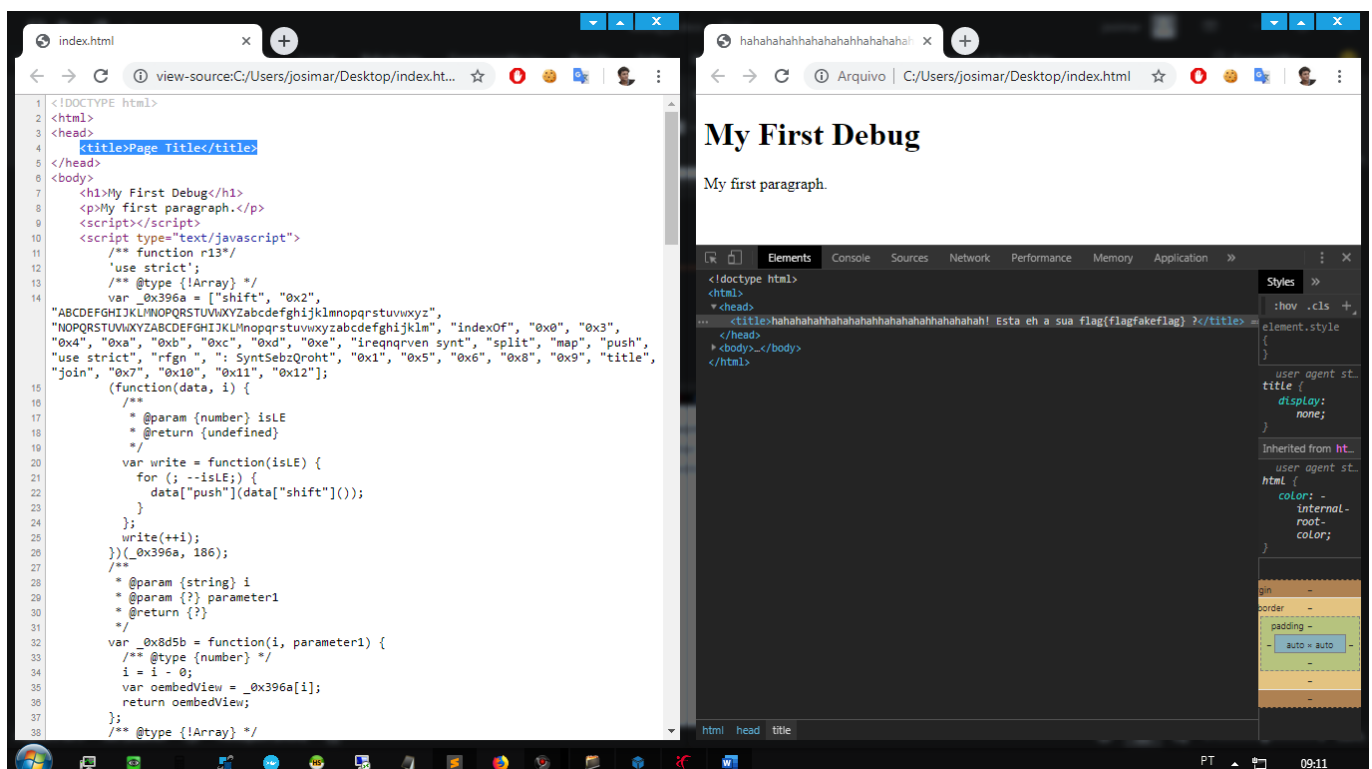 index.html
view-source:C:/Users/josimar/Desktop/index.ht...
1 <!DOCTYPE html>
2 <html>
3 <head>
4 <title>Page Title</title>
5 </head>
6 <body>
7 <h1>My First Debug</h1>
8 <p>My first paragraph.</p>
9 <script></script>
10 <script type="text/javascript">
11 /** function r13*/
12 'use strict';
13 /** @type {!Array} */
14 var _0x396a = ["shift", "0x2",
"ABCDEFGHIJKLMNOPQRSTUVWXYZabcdefghijklmnopqrstuvwxyz",
"NOPQRSTUVWXYZABCDEFGHIJKLMnopqrstuvwxyzabcdefghijklm", "indexOf", "0x0", "0x3",
"0x4", "0xa", "0xb", "0xc", "0xd", "0xe", "ireqnqrven synt", "split", "map", "push",
"use strict", "rfgn ", ": SyntSebzQroht", "0x1", "0x5", "0x6", "0x8", "0x9", "title",
"join", "0x7", "0x10", "0x11", "0x12"];
15 (function(data, i) {
16 /**
17 * @param {number} isLE
18 * @return {undefined}
19 */
20 var write = function(isLE) {
21 for (; --isLE;) {
22 data["push"](data["shift"]());
23 }
24 };
25 write(++i);
26 })(_0x396a, 186);
27 /**
28 * @param {string} i
29 * @param {?} parameter1
30 * @return {?}
31 */
32 var _0x8d5b = function(i, parameter1) {
33 /** @type {number} */
34 i = i - 0;
35 var oembedView = _0x396a[i];
36 return oembedView;
37 };
38 /** @type {!Array} */
hahahahahhahahahahhahahahah
Arquivo | C:/Users/josimar/Desktop/index.html
My First Debug
My first paragraph.
Elements Console Sources Network Performance Memory Application »
<!doctype html>
<html>
<head>
<title>hahahahahhahahahahhahahahahhahahahah! Esta eh a sua flag{flagfakeflag} ?</title>
</head>
<body>…</body>
</html>
html head title
Styles »
:hov .cls +
element.style
{
}
user agent st…
title {
display:
none;
}
Inherited from ht…
user agent st…
html {
color: -
internal-
root-
color;
}
gin -
border -
padding -
- auto × auto -
-
-
-
PT 09:11